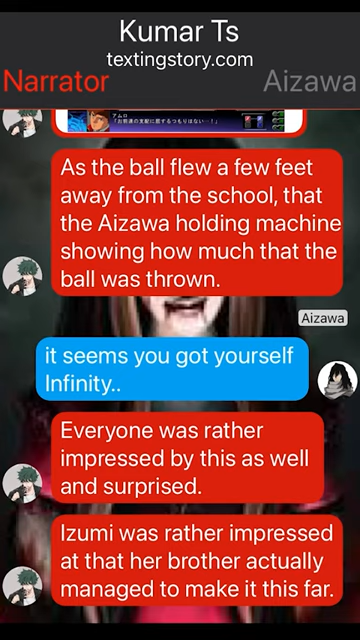 Kumar Ts
textingstory.com
Narrator
Aizawa
アムロ
As the ball flew a few feet
away from the school, that
the Aizawa holding machine
showing how much that the
ball was thrown.
Aizawa
it seems you got yourself
Infinity..
Everyone was rather
impressed by this as well
and surprised.
Izumi was rather impressed
at that her brother actually
managed to make it this far.